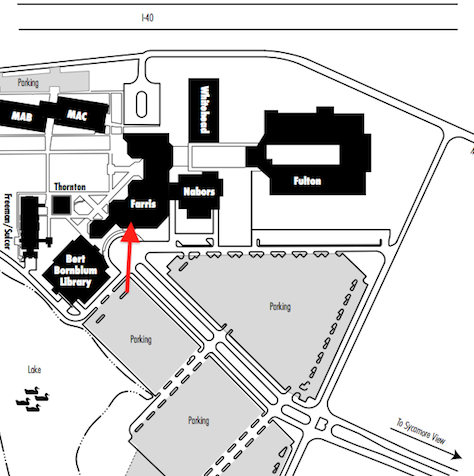 I-40
Parking
MAB
MAC
Whitehead
Thornton
Farris
Nabors
Fulton
Freeman/Sulcer
Bert
Bornblum
Library
Parking
Parking
Lake
Parking
To Sycamore View